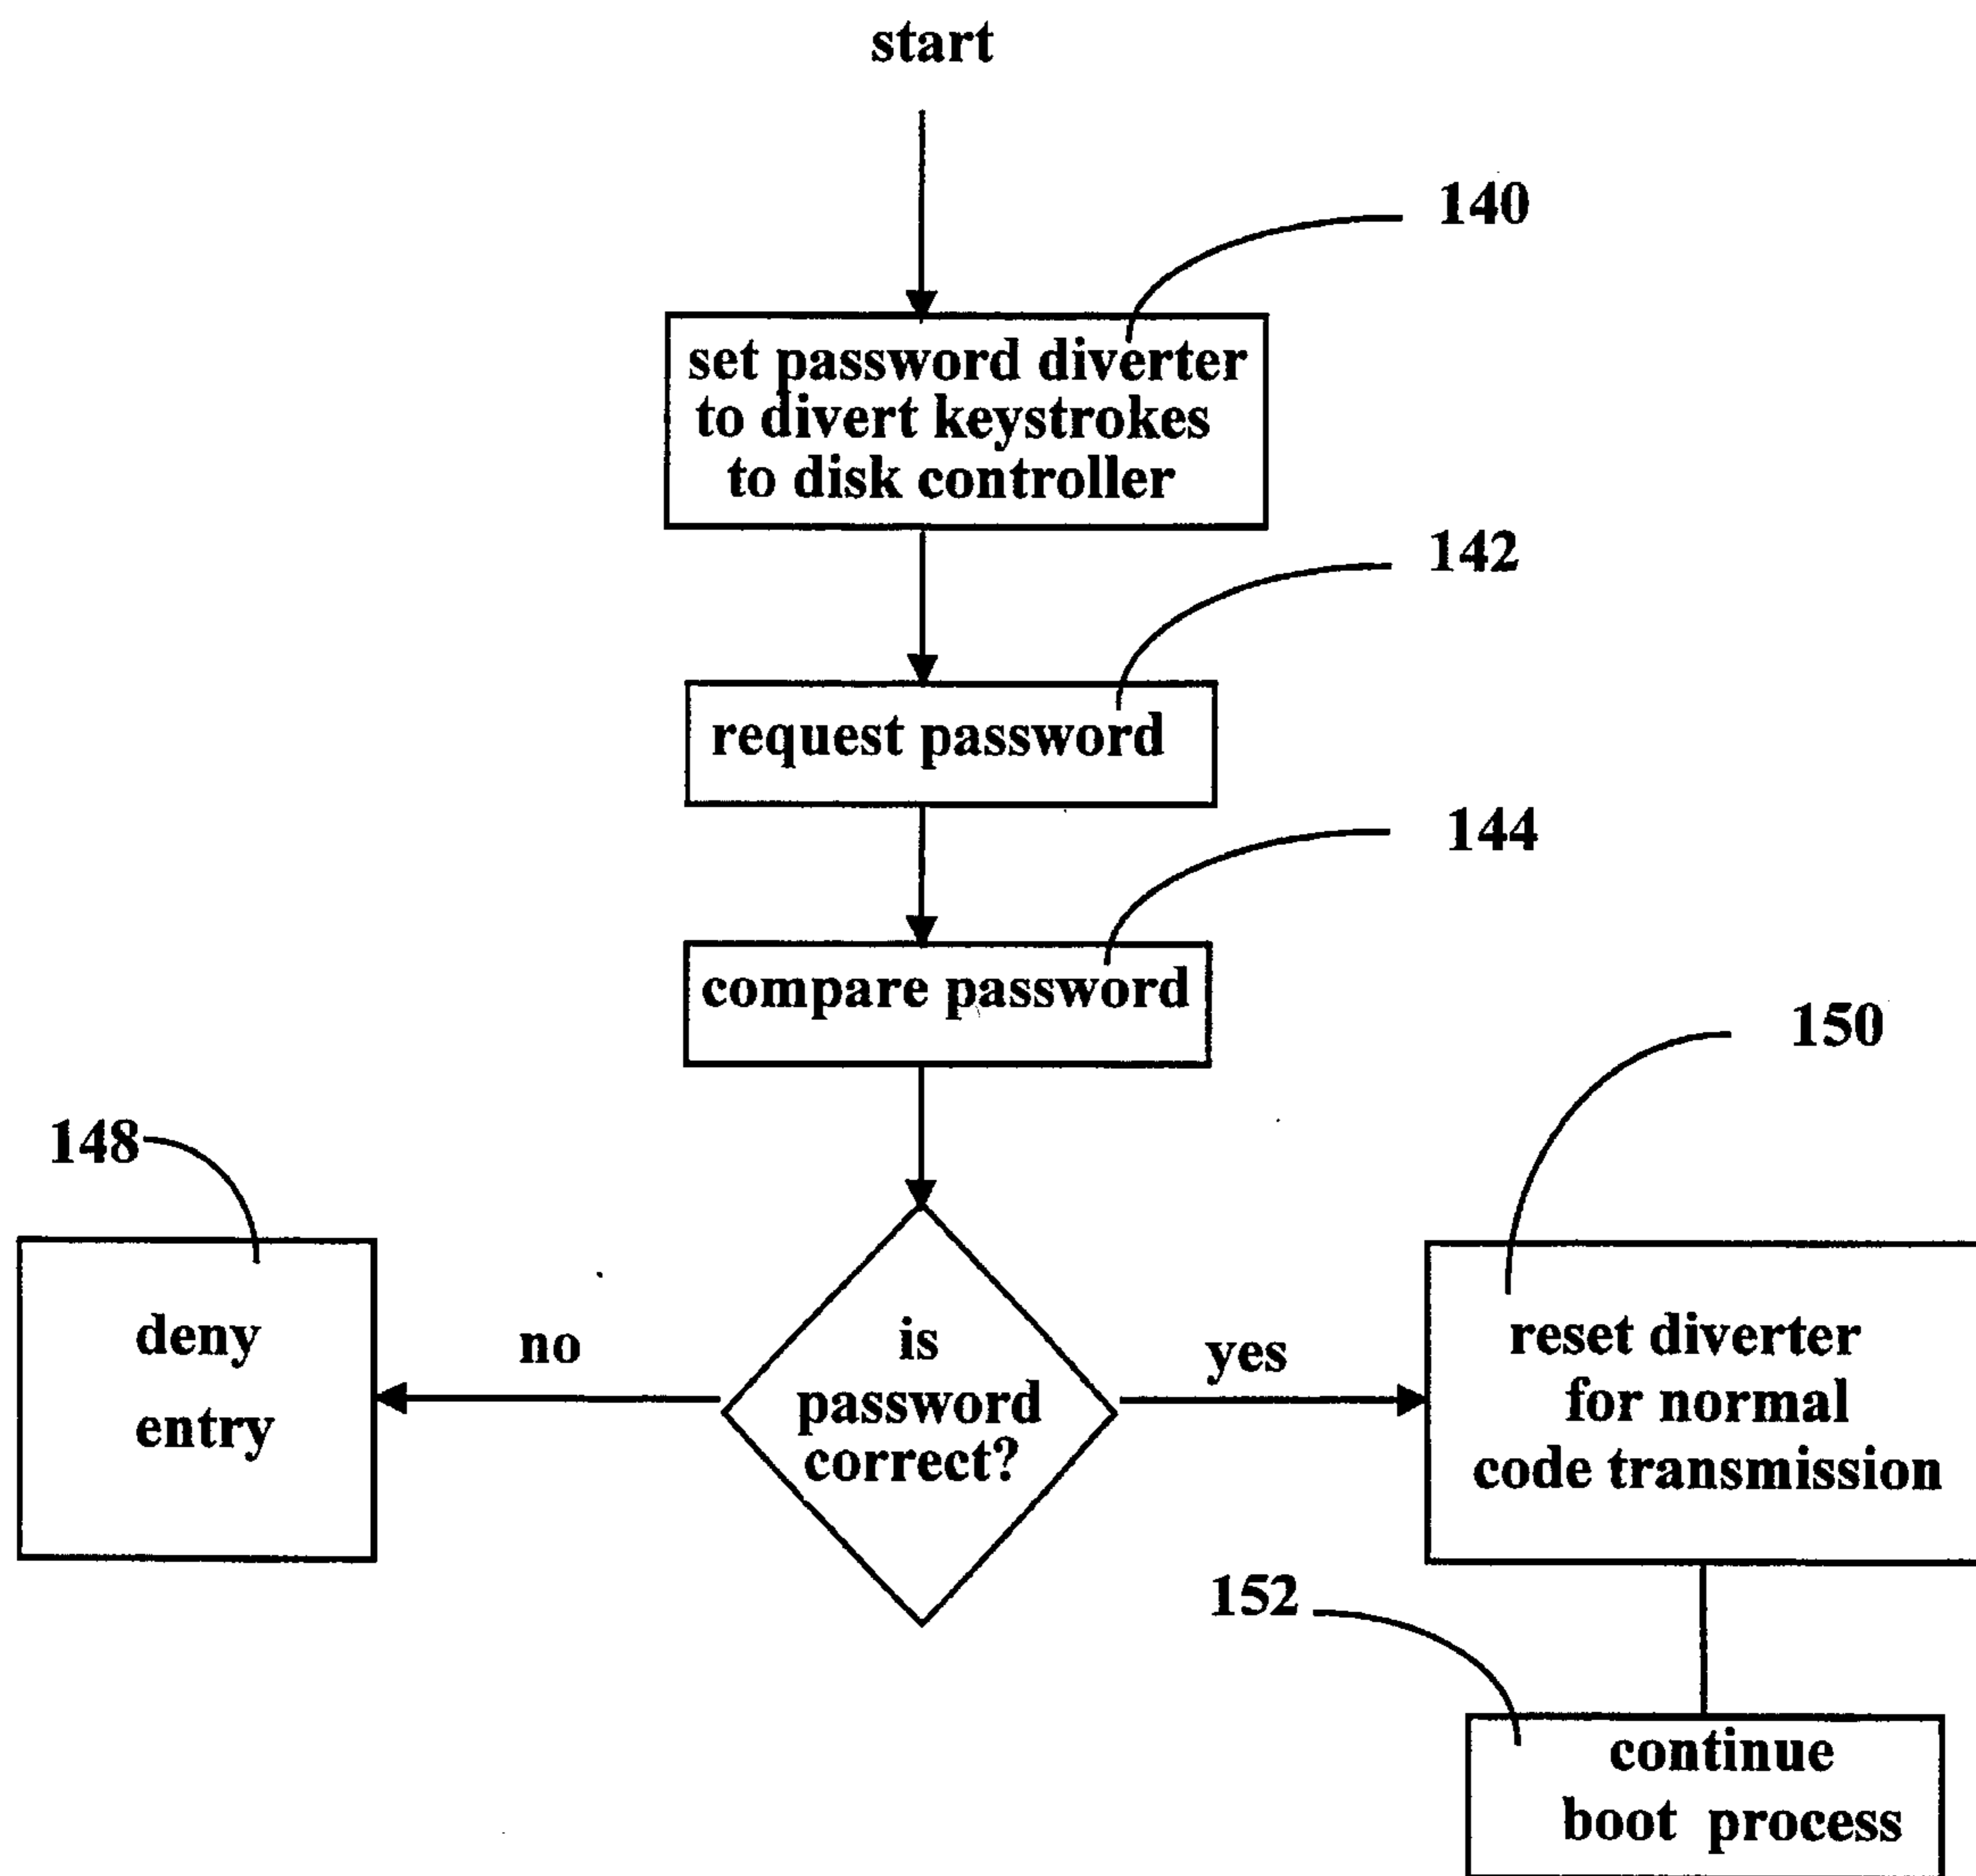 start
140
set password diverter
to divert keystrokes
to disk controller
142
request password
144
compare password
150
148
deny
entry
no
is
password
correct?
yes
reset diverter
for normal
code transmission
152
continue
boot process